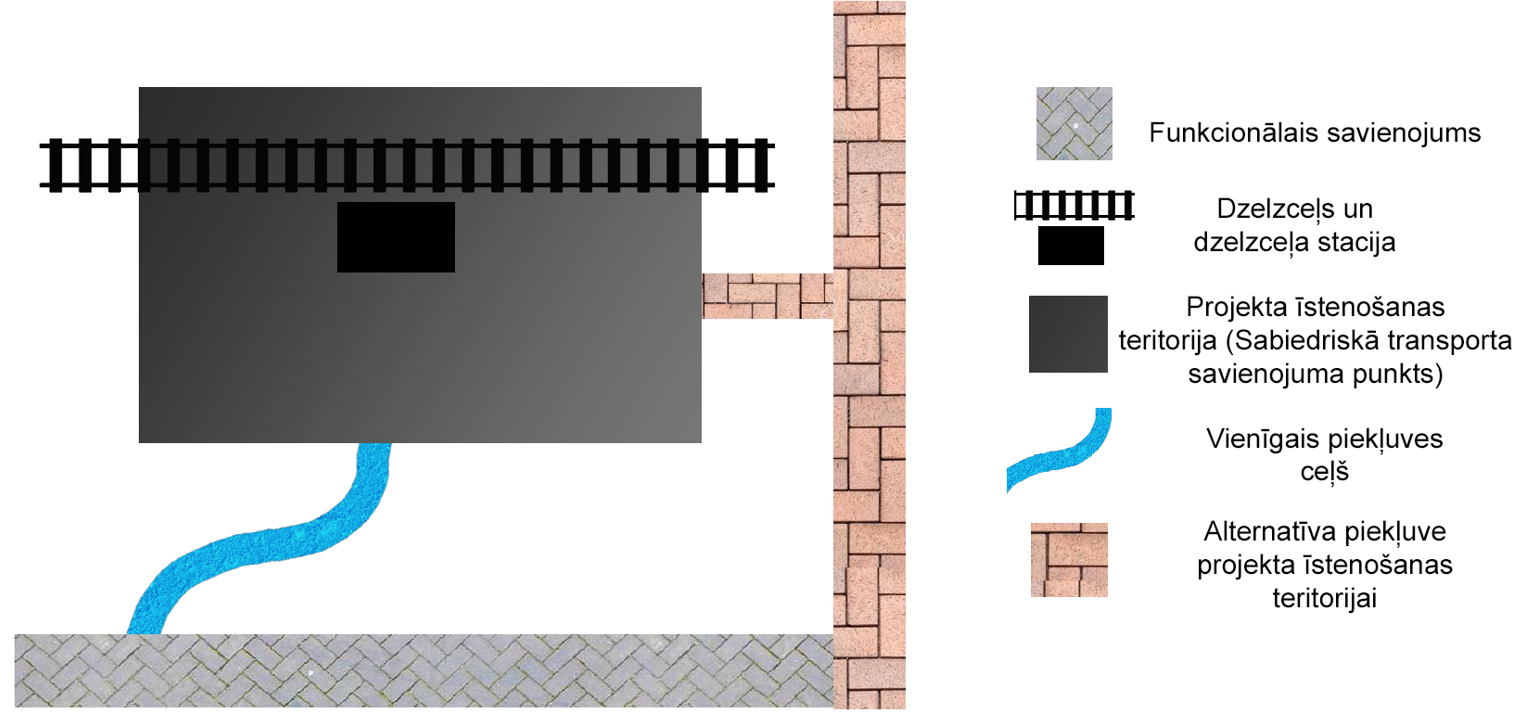 Funkcionālais savienojums
Dzelzceļš un
dzelzceļa stacija
Projekta īstenošanas
teritorija (Sabiedriskā transporta
savienojuma punkts)
Vienīgais piekļuves
ceļš
Alternatīva piekļuve
projekta īstenošanas
teritorijai